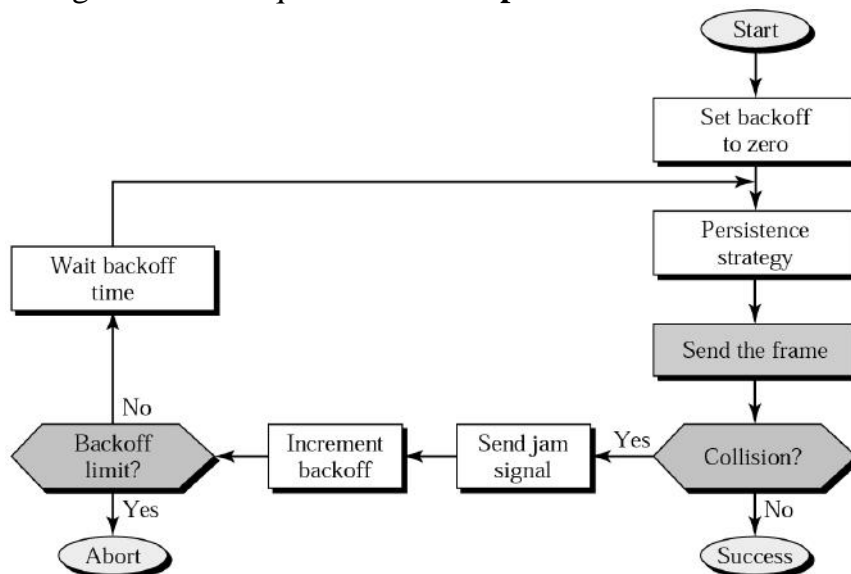 Start
Set backoff
to zero
Persistence
strategy
Wait backoff
time
Send the frame
No
Yes
Backoff
limit?
Increment
backoff
Send jam
signal
Collision?
Yes
No
Abort
Success